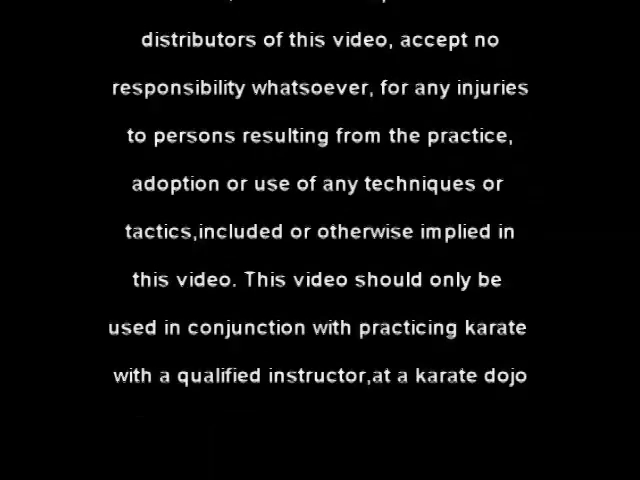 distributors of this video, accept no
responsibility whatsoever, for any injuries
to persons resulting from the practice,
adoption or use of any techniques or
tactics,included or otherwise implied in
this video. This video should only be
used in conjunction with practicing karate
with a qualified instructor,at a karate dojo